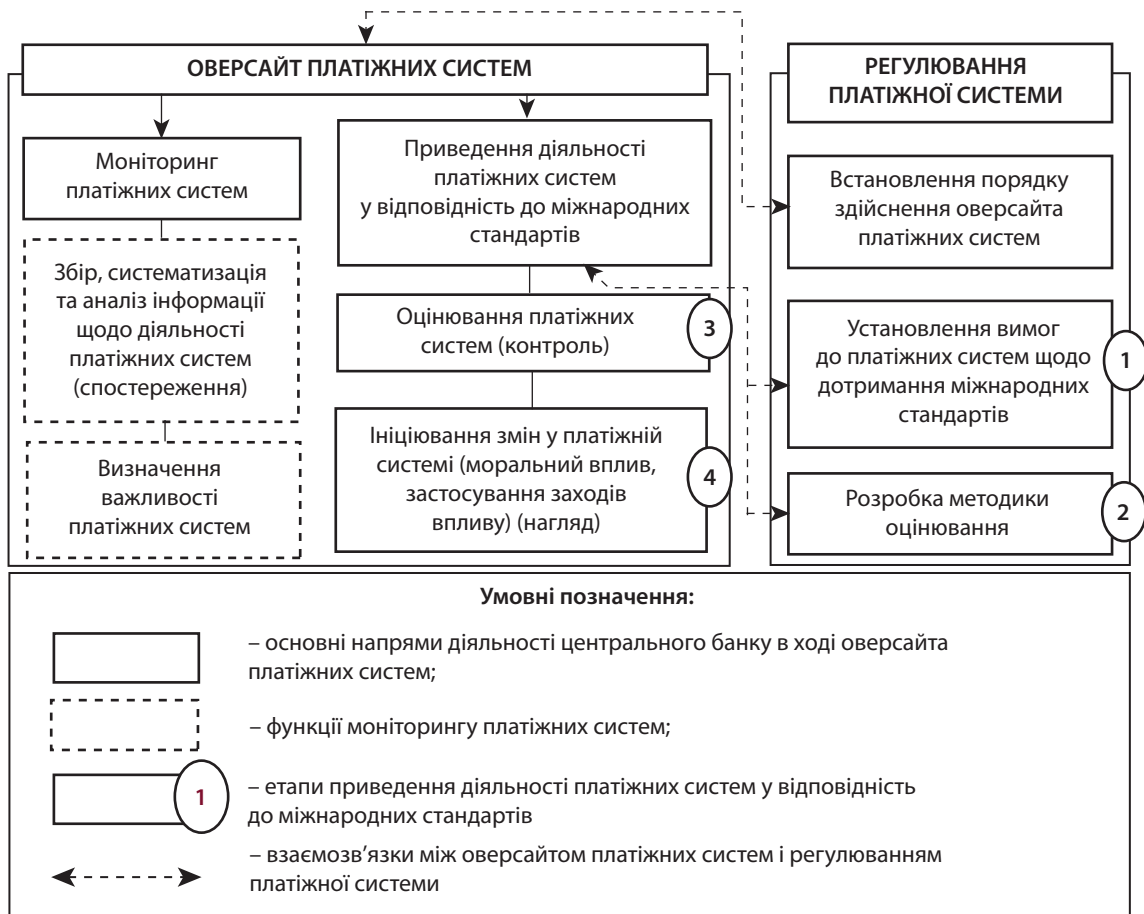 ОВЕРСАЙТ ПЛАТІЖНИХ СИСТЕМ
Моніторинг
платіжних систем
Збір, систематизація
та аналіз інформації
щодо діяльності
платіжних систем
(спостереження)
Визначення
важливості
платіжних систем
Приведення діяльності
платіжних систем
у відповідність до міжнародних
стандартів
Оцінювання платіжних
систем (контроль)
3
Ініціювання змін у платіжній
системі (моральний вплив,
застосування заходів
впливу) (нагляд)
4
РЕГУЛЮВАННЯ
ПЛАТІЖНОЇ СИСТЕМИ
Встановлення порядку
здійснення оверсайта
платіжних систем
Установлення вимог
до платіжних систем щодо
дотримання міжнародних
стандартів
1
Розробка методики
оцінювання
2
Умовні позначення:
– основні напрями діяльності центрального банку в ході оверсайта
платіжних систем;
– функції моніторингу платіжних систем;
1
– етапи приведення діяльності платіжних систем у відповідність
до міжнародних стандартів
– взаємозв’язки між оверсайтом платіжних систем і регулюванням
платіжної системи